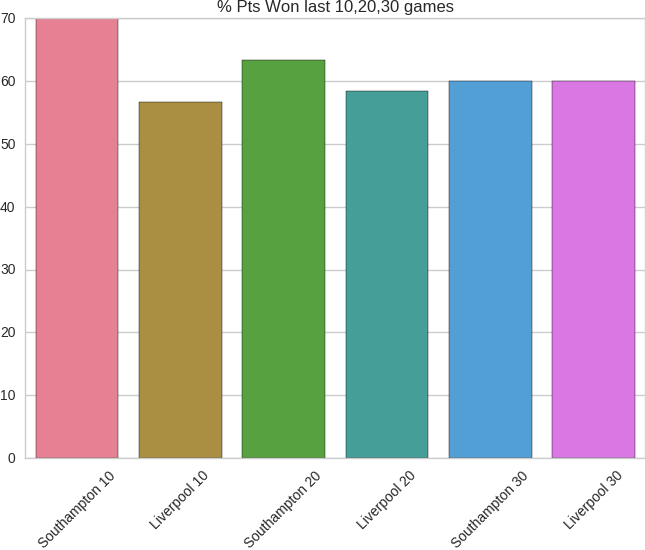 % Pts Won last 10,20,30 games
70
60
50
40
30
20
10
0
Southampton 10
Liverpool 10
Southampton 20
Liverpool 20
Southampton 30
Liverpool 30